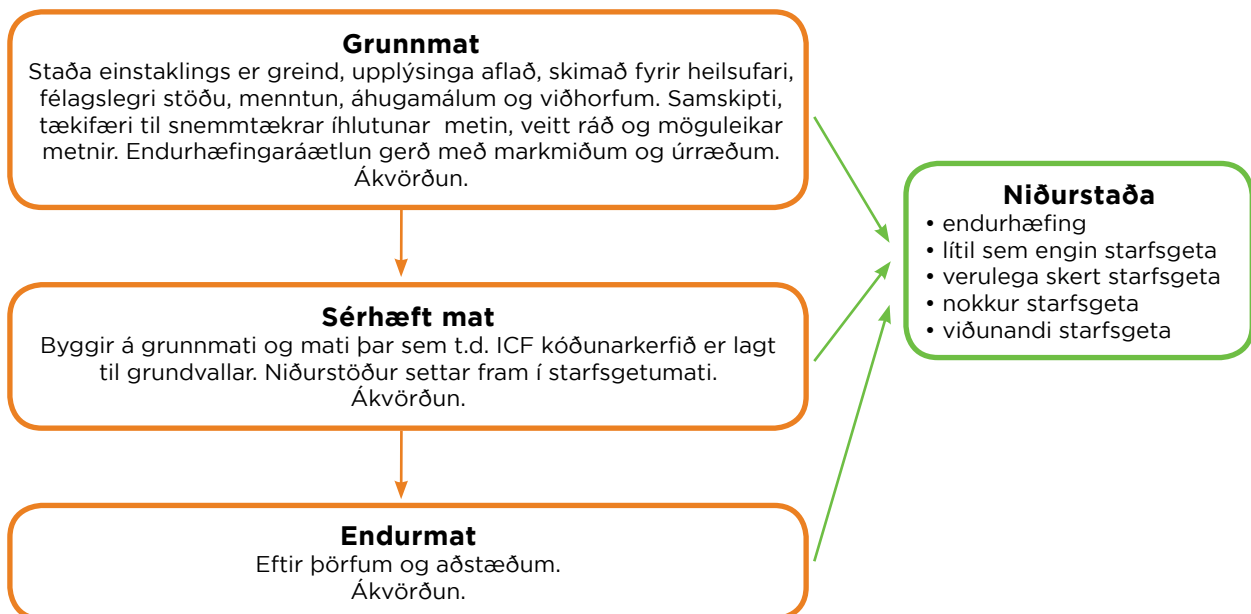 Grunnmat
Staða einstaklings er greind, upplýsinga aflað, skimað fyrir heilsufari,
félagslegri stöðu, menntun, áhugamálum og viðhorfum. Samskipti,
tækifæri til snemmtækrar íhlutunar  metin, veitt ráð og möguleikar
metnir. Endurhæfingaráætlun gerð með markmiðum og úrræðum.
Ákvörðun.
Sérhæft mat
Byggir á grunnmati og mati þar sem t.d. ICF kóðunarkerfið er lagt
til grundvallar. Niðurstöður settar fram í starfsgetumati.
Ákvörðun.
Endurmat
Eftir þörfum og aðstæðum.
Ákvörðun.
Niðurstaða
• endurhæfing
• lítil sem engin starfsgeta
• verulega skert starfsgeta
• nokkur starfsgeta
• viðunandi starfsgeta